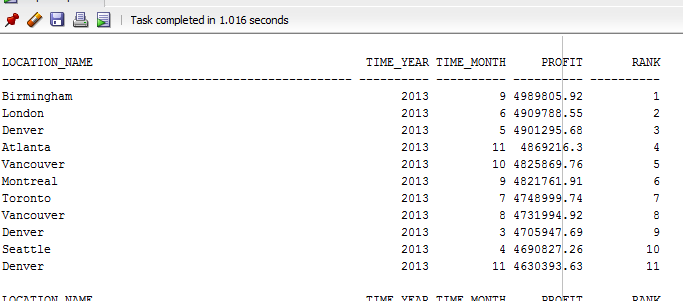 Task completed in 1.016 seconds
LOCATION_NAME TIME_YEAR TIME_MONTH PROFIT RANK
-------------------------------------------------- ---------- ---------- ---------- ----------
Birmingham 2013 9 4989805.92 1
London 2013 6 4909788.55 2
Denver 2013 5 4901295.68 3
Atlanta 2013 11 4869216.3 4
Vancouver 2013 10 4825869.76 5
Montreal 2013 9 4821761.91 6
Toronto 2013 7 4748999.74 7
Vancouver 2013 8 4731994.92 8
Denver 2013 3 4705947.69 9
Seattle 2013 4 4690827.26 10
Denver 2013 11 4630393.63 11
LOCATION_NAME TIME_YEAR TIME_MONTH PROFIT RANK